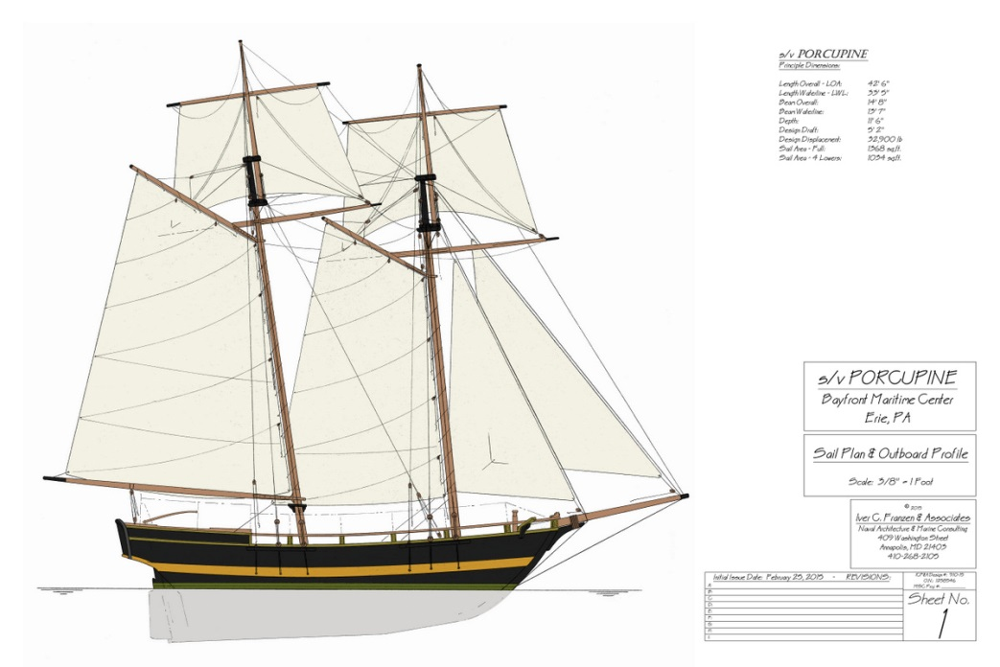 s/v PORCUPINE
Principle Dimensions:
Length Overall - LOA: 42' 6"
Length Waterline - LWL: 33' 5"
Beam Overall: 14' 8"
Beam Waterline: 13' 7"
Depth: 11' 6"
Design Draft: 5' 2"
Design Displacement: 32,900 lb
Sail Area - Full: 1368 sq.ft.
Sail Area - 4 Lowers: 1034 sq.ft.
s/v PORCUPINE
Bayfront Maritime Center
Erie, PA
Sail Plan & Outboard Profile
Scale: 3/8" = 1 Foot
© 2015
Iver C. Franzen & Associates
Naval Architecture & Marine Consulting
409 Washington Street
Annapolis, MD 21403
410-268-2105
Initial Issue Date: February 25, 2015 - REVISIONS:
A
B
C
D
E
F
G
H
I
Sheet No.
1